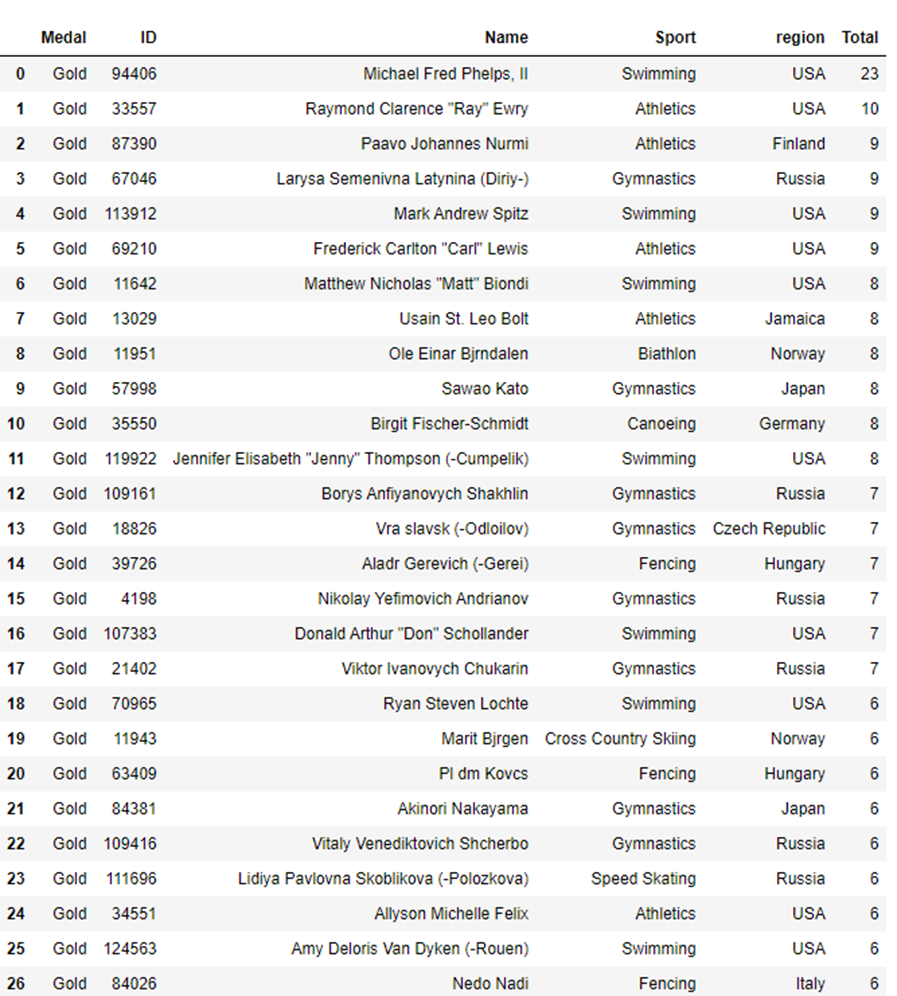 Medal ID Name Sport region Total
0 Gold 94406 Michael Fred Phelps, II Swimming USA 23
1 Gold 33557 Raymond Clarence "Ray" Ewry Athletics USA 10
2 Gold 87390 Paavo Johannes Nurmi Athletics Finland 9
3 Gold 67046 Larysa Semenivna Latynina (Diriy-) Gymnastics Russia 9
4 Gold 113912 Mark Andrew Spitz Swimming USA 9
5 Gold 69210 Frederick Carlton "Carl" Lewis Athletics USA 9
6 Gold 11642 Matthew Nicholas "Matt" Biondi Swimming USA 8
7 Gold 13029 Usain St. Leo Bolt Athletics Jamaica 8
8 Gold 11951 Ole Einar Bjrndalen Biathlon Norway 8
9 Gold 57998 Sawao Kato Gymnastics Japan 8
10 Gold 35550 Birgit Fischer-Schmidt Canoeing Germany 8
11 Gold 119922 Jennifer Elisabeth "Jenny" Thompson (-Cumpelik) Swimming USA 8
12 Gold 109161 Borys Anfiyanovych Shakhlin Gymnastics Russia 7
13 Gold 18826 Vra slavsk (-Odloilov) Gymnastics Czech Republic 7
14 Gold 39726 Aladr Gerevich (-Gerei) Fencing Hungary 7
15 Gold 4198 Nikolay Yefimovich Andrianov Gymnastics Russia 7
16 Gold 107383 Donald Arthur "Don" Schollander Swimming USA 7
17 Gold 21402 Viktor Ivanovych Chukarin Gymnastics Russia 7
18 Gold 70965 Ryan Steven Lochte Swimming USA 6
19 Gold 11943 Marit Bjrgen Cross Country Skiing Norway 6
20 Gold 63409 Pl dm Kovcs Fencing Hungary 6
21 Gold 84381 Akinori Nakayama Gymnastics Japan 6
22 Gold 109416 Vitaly Venediktovich Shcherbo Gymnastics Russia 6
23 Gold 111696 Lidiya Pavlovna Skoblikova (-Polozkova) Speed Skating Russia 6
24 Gold 34551 Allyson Michelle Felix Athletics USA 6
25 Gold 124563 Amy Deloris Van Dyken (-Rouen) Swimming USA 6
26 Gold 84026 Nedo Nadi Fencing Italy 6